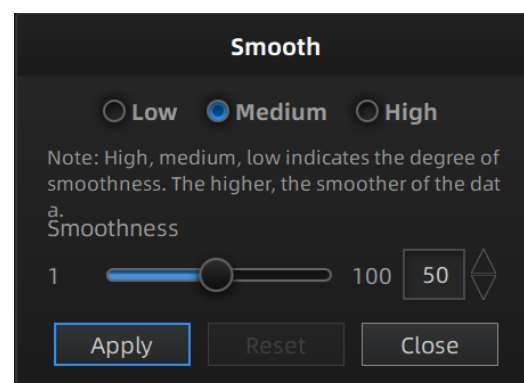 Smooth
Low Medium High
Note: High, medium, low indicates the degree of
smoothness. The higher, the smoother of the dat
a.
Smoothness
1 100 50
Apply Reset Close